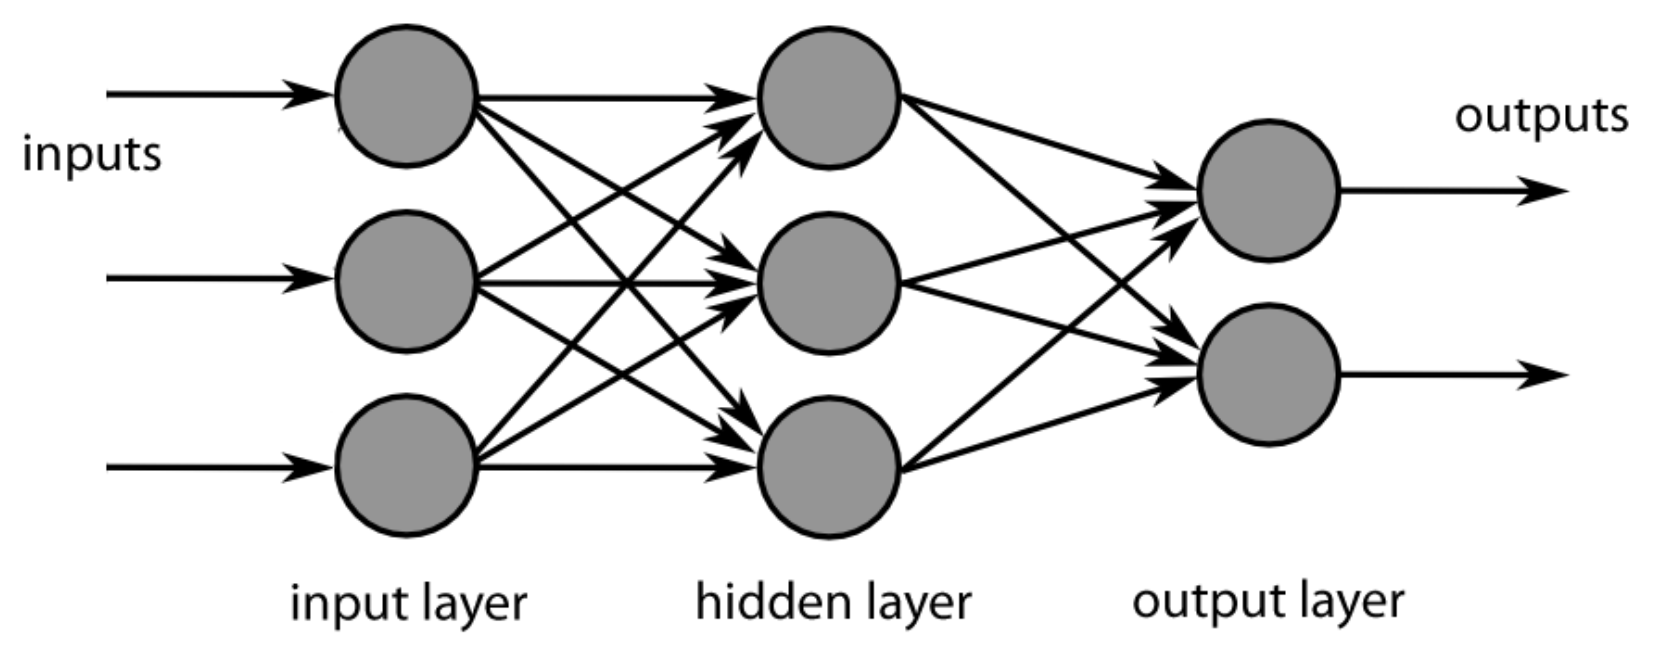 inputs
outputs
input layer
hidden layer
output layer